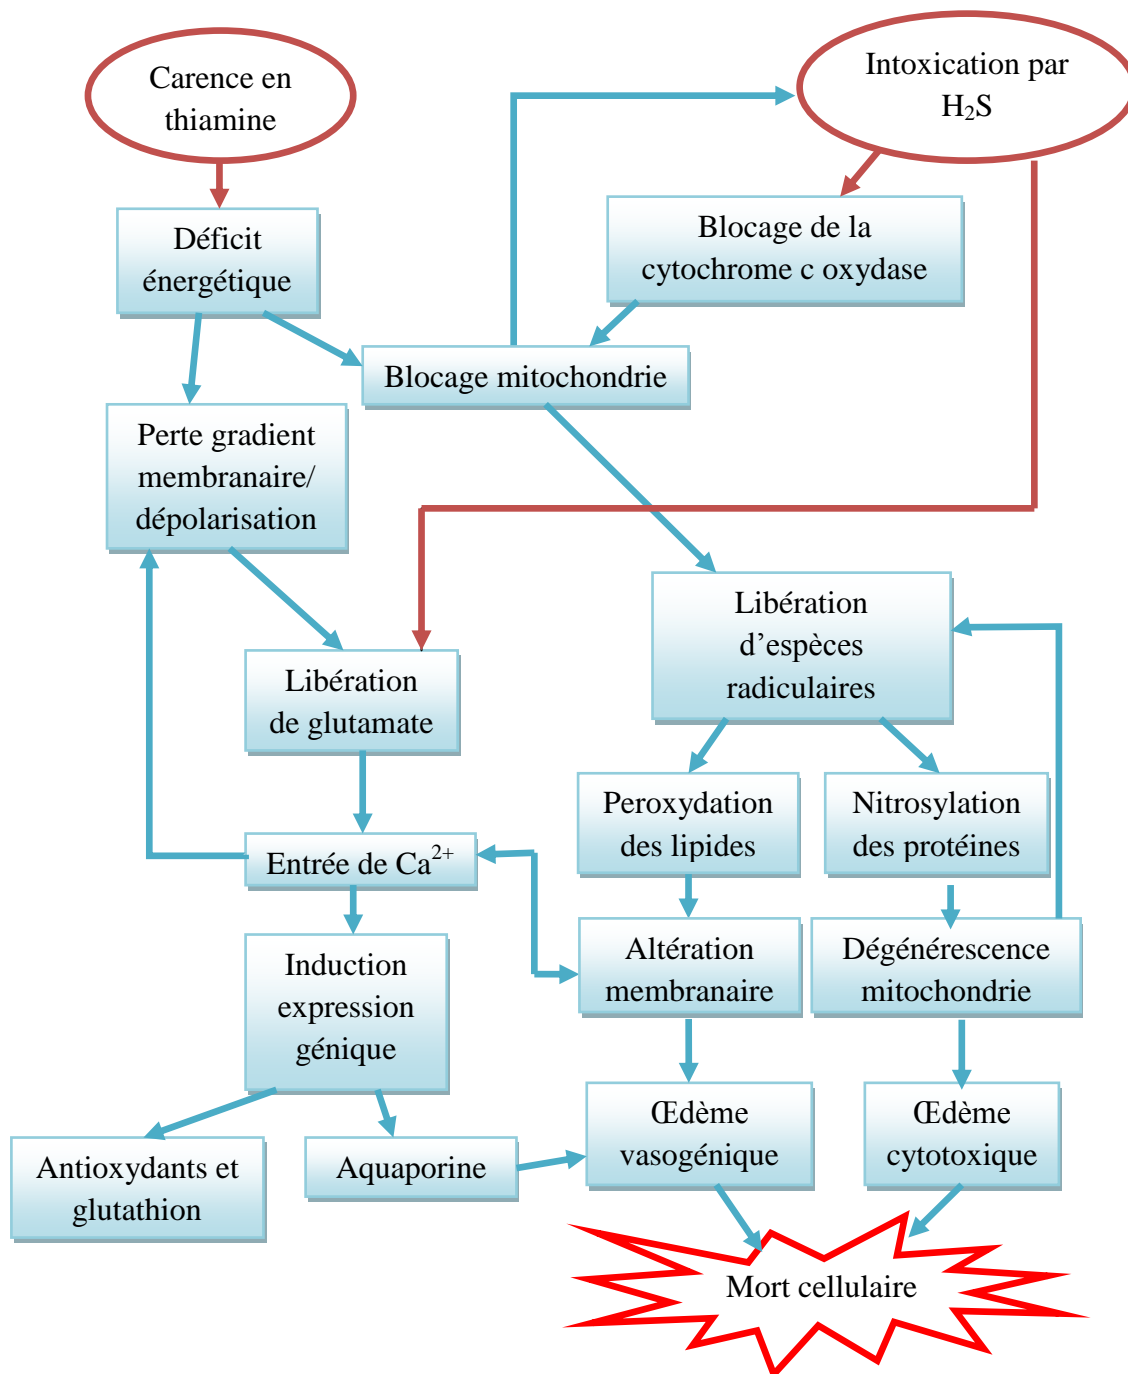 Carence en
thiamine
Intoxication par
H₂S
Déficit
énergétique
Blocage de la
cytochrome c oxydase
Blocage mitochondrie
Perte gradient
membranaire/
dépolarisation
Libération
d’espèces
radiculaires
Libération
de glutamate
Peroxydation
des lipides
Nitrosylation
des protéines
Entrée de Ca²⁺
Induction
expression
génique
Altération
membranaire
Dégénérescence
mitochondrie
Antioxydants et
glutathion
Aquaporine
Œdème
vasogénique
Œdème
cytotoxique
Mort cellulaire